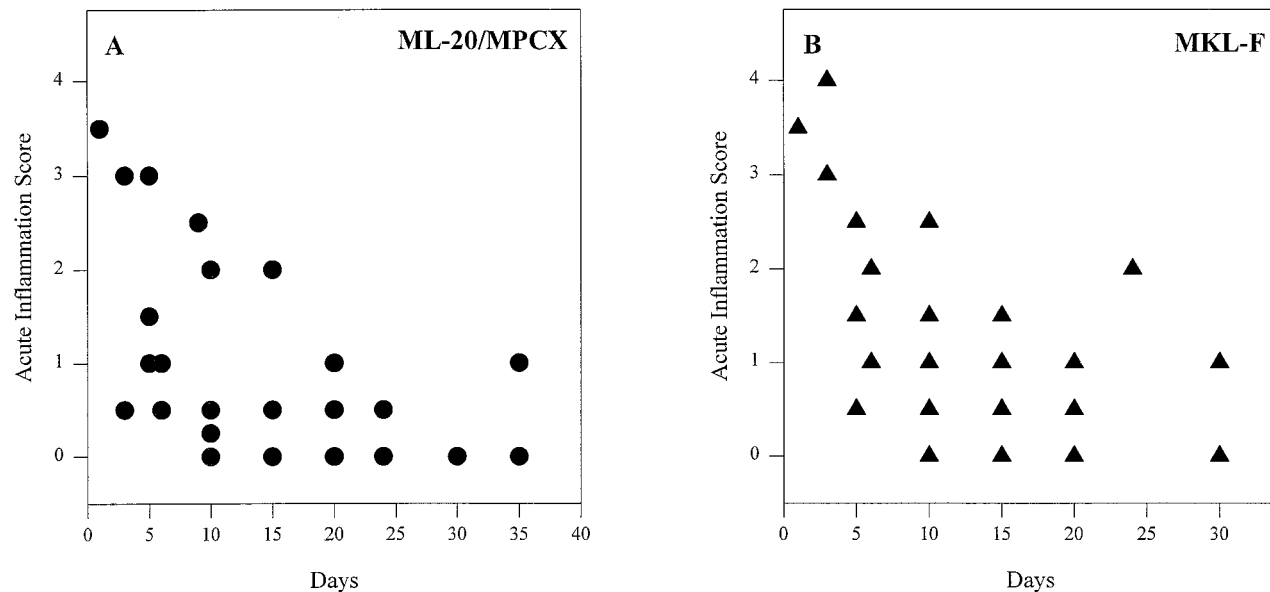 A
ML-20/MPCX
Acute Inflammation Score
4
3
2
1
0
0 5 10 15 20 25 30 35 40
Days
B
MKL-F
Acute Inflammation Score
4
3
2
1
0
0 5 10 15 20 25 30
Days